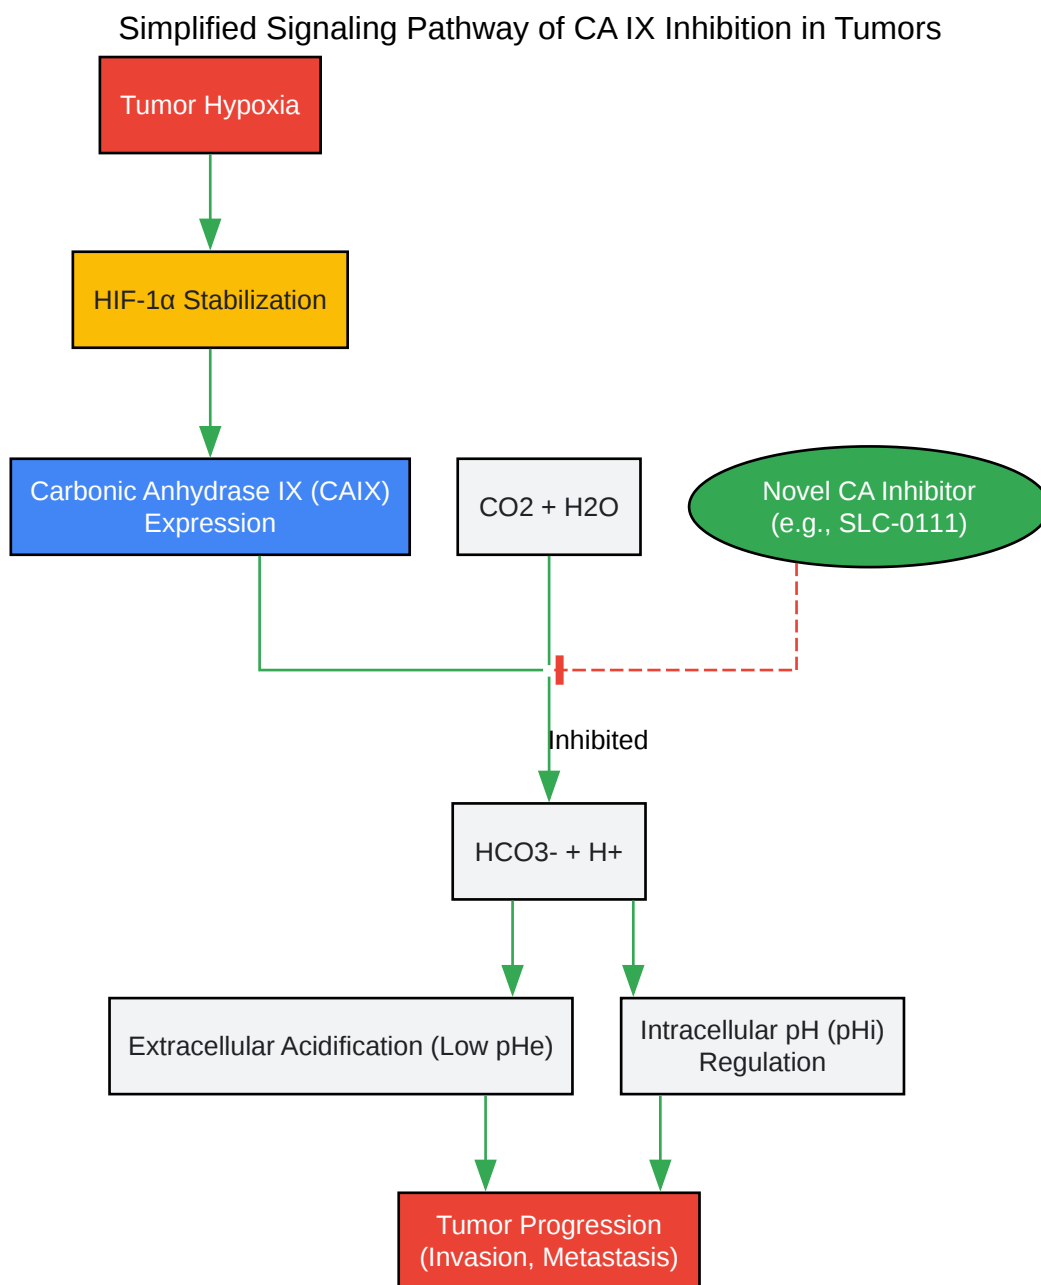 Simplified Signaling Pathway of CA IX Inhibition in Tumors
Tumor Hypoxia
HIF-1α Stabilization
Carbonic Anhydrase IX (CAIX)
Expression
CO2 + H2O
Novel CA Inhibitor
(e.g., SLC-0111)
Inhibited
HCO3- + H+
Extracellular Acidification (Low pHe)
Intracellular pH (pHi)
Regulation
Tumor Progression
(Invasion, Metastasis)